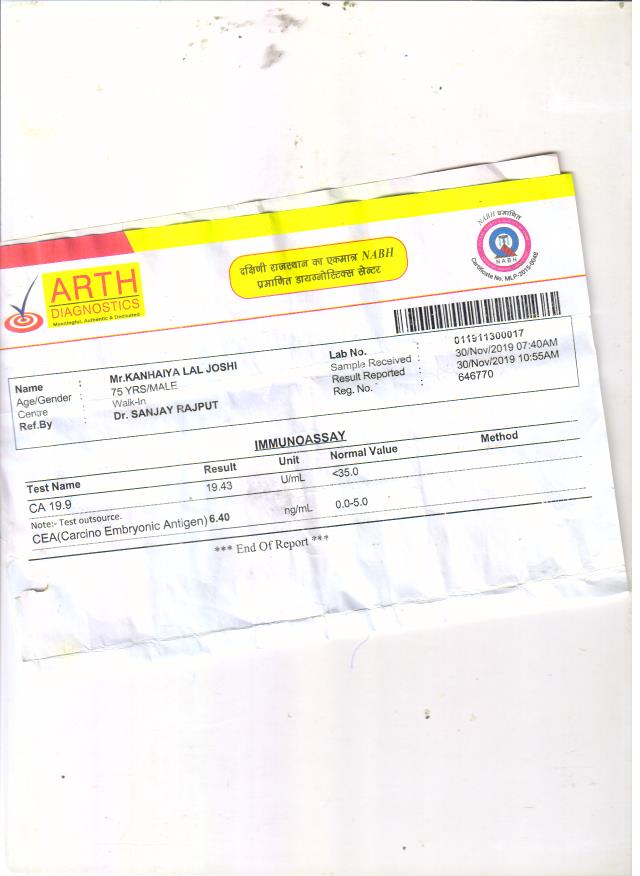 ARTH
DIAGNOSTICS
Meaningful, Authentic & Dedicated
दक्षिणी राजस्थान का एकमात्र NABH
प्रमाणित डायग्नोस्टिक्स सेन्टर
NABH प्रमाणित
NABH
Certificate No. MLP-2015-0048
Name : Mr.KANHAIYA LAL JOSHI
Age/Gender : 75 YRS/MALE
Centre : Walk-In
Ref.By Dr. SANJAY RAJPUT
Lab No. : 011911300017
Sample Received : 30/Nov/2019 07:40AM
Result Reported : 30/Nov/2019 10:55AM
Reg. No. : 646770
IMMUNOASSAY
Test Name Result Unit Normal Value Method
CA 19.9 19.43 U/mL <35.0
Note:- Test outsource.
CEA(Carcino Embryonic Antigen) 6.40 ng/mL 0.0-5.0
*** End Of Report ***